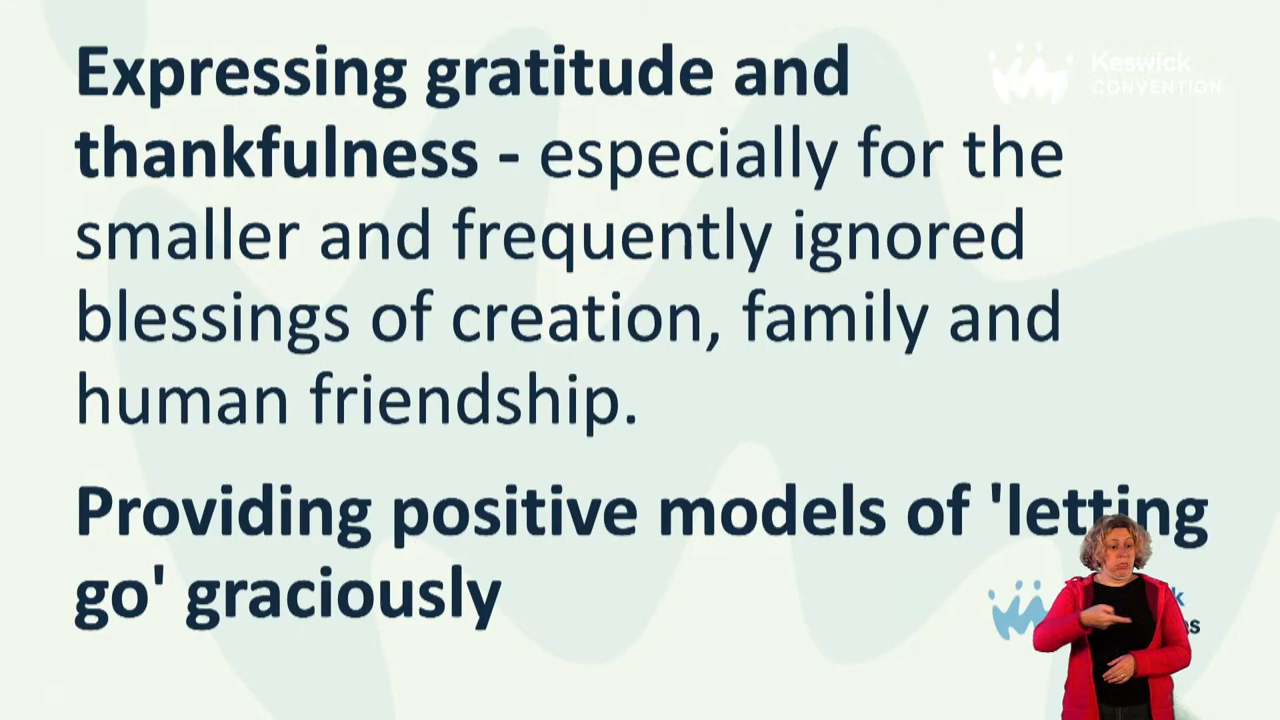 Expressing gratitude and
thankfulness - especially for the
smaller and frequently ignored
blessings of creation, family and
human friendship.
Providing positive models of 'letting
go' graciously
Keswick
CONVENTION